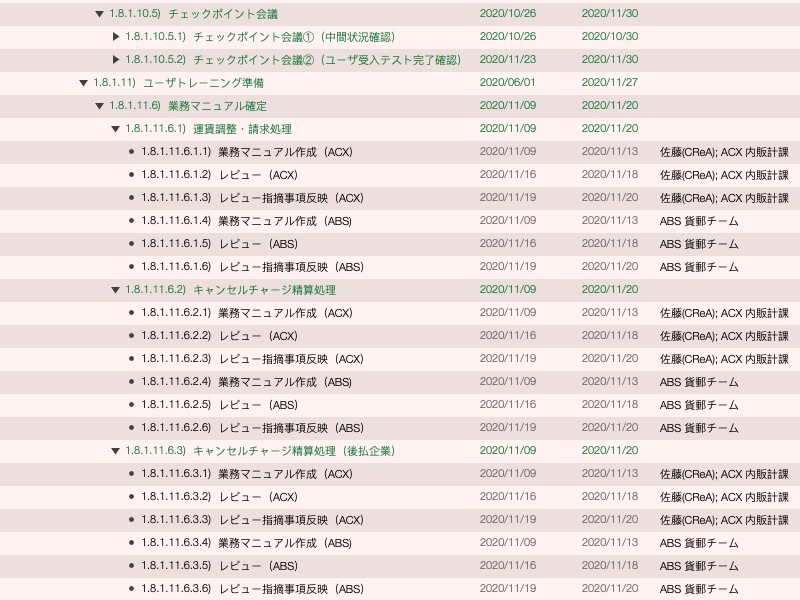 1.8.1.10.5) チェックポイント会議 2020/10/26 2020/11/30
1.8.1.10.5.1) チェックポイント会議①（中間状況確認） 2020/10/26 2020/10/30
1.8.1.10.5.2) チェックポイント会議②（ユーザ受入テスト完了確認） 2020/11/23 2020/11/30
1.8.1.11) ユーザトレーニング準備 2020/06/01 2020/11/27
1.8.1.11.6) 業務マニュアル確定 2020/11/09 2020/11/20
1.8.1.11.6.1) 運賃調整・請求処理 2020/11/09 2020/11/20
1.8.1.11.6.1.1) 業務マニュアル作成（ACX） 2020/11/09 2020/11/13 佐藤(CReA); ACX 内販計課
1.8.1.11.6.1.2) レビュー（ACX） 2020/11/16 2020/11/18 佐藤(CReA); ACX 内販計課
1.8.1.11.6.1.3) レビュー指摘事項反映（ACX） 2020/11/19 2020/11/20 佐藤(CReA); ACX 内販計課
1.8.1.11.6.1.4) 業務マニュアル作成（ABS） 2020/11/09 2020/11/13 ABS 貨郵チーム
1.8.1.11.6.1.5) レビュー（ABS） 2020/11/16 2020/11/18 ABS 貨郵チーム
1.8.1.11.6.1.6) レビュー指摘事項反映（ABS） 2020/11/19 2020/11/20 ABS 貨郵チーム
1.8.1.11.6.2) キャンセルチャージ精算処理 2020/11/09 2020/11/20
1.8.1.11.6.2.1) 業務マニュアル作成（ACX） 2020/11/09 2020/11/13 佐藤(CReA); ACX 内販計課
1.8.1.11.6.2.2) レビュー（ACX） 2020/11/16 2020/11/18 佐藤(CReA); ACX 内販計課
1.8.1.11.6.2.3) レビュー指摘事項反映（ACX） 2020/11/19 2020/11/20 佐藤(CReA); ACX 内販計課
1.8.1.11.6.2.4) 業務マニュアル作成（ABS） 2020/11/09 2020/11/13 ABS 貨郵チーム
1.8.1.11.6.2.5) レビュー（ABS） 2020/11/16 2020/11/18 ABS 貨郵チーム
1.8.1.11.6.2.6) レビュー指摘事項反映（ABS） 2020/11/19 2020/11/20 ABS 貨郵チーム
1.8.1.11.6.3) キャンセルチャージ精算処理（後払企業） 2020/11/09 2020/11/20
1.8.1.11.6.3.1) 業務マニュアル作成（ACX） 2020/11/09 2020/11/13 佐藤(CReA); ACX 内販計課
1.8.1.11.6.3.2) レビュー（ACX） 2020/11/16 2020/11/18 佐藤(CReA); ACX 内販計課
1.8.1.11.6.3.3) レビュー指摘事項反映（ACX） 2020/11/19 2020/11/20 佐藤(CReA); ACX 内販計課
1.8.1.11.6.3.4) 業務マニュアル作成（ABS） 2020/11/09 2020/11/13 ABS 貨郵チーム
1.8.1.11.6.3.5) レビュー（ABS） 2020/11/16 2020/11/18 ABS 貨郵チーム
1.8.1.11.6.3.6) レビュー指摘事項反映（ABS） 2020/11/19 2020/11/20 ABS 貨郵チーム